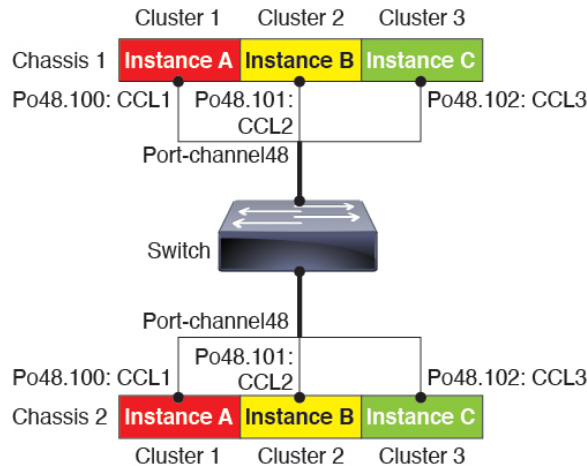 Cluster 1 Cluster 2 Cluster 3
Chassis 1 Instance A Instance B Instance C
Po48.100: CCL1 Po48.101: Po48.102: CCL3
CCL2
Port-channel48
Switch
Port-channel48
Po48.101:
Po48.100: CCL1 CCL2 Po48.102: CCL3
Chassis 2 Instance A Instance B Instance C
Cluster 1 Cluster 2 Cluster 3